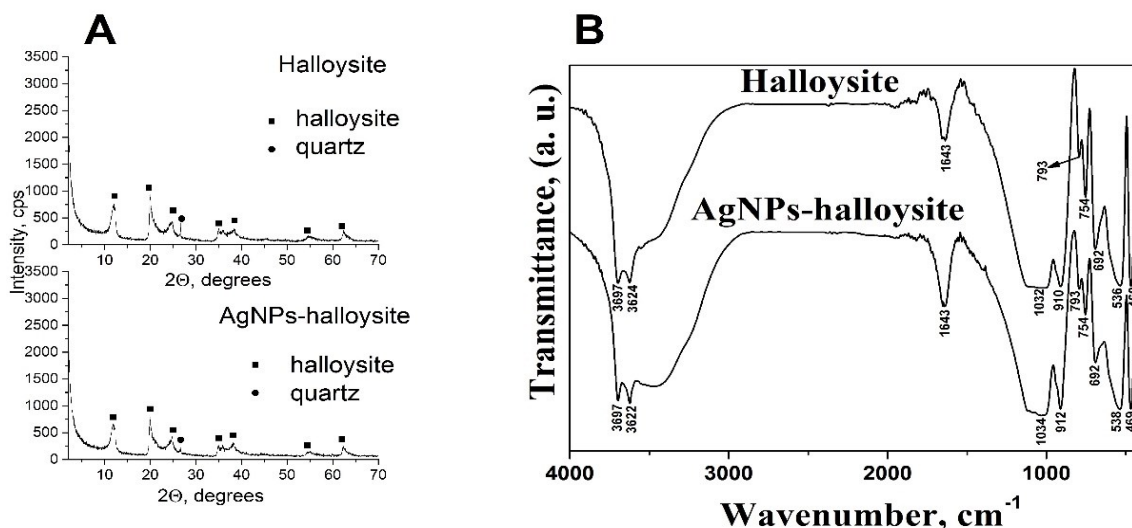 A
3500
3000
2500
2000
1500
1000
500
0
Halloysite
halloysite
quartz
10 20 30 40 50 60 70
2Θ, degrees
Intensity, cps
3500
3000
2500
2000
1500
1000
500
0
AgNPs-halloysite
halloysite
quartz
10 20 30 40 50 60 70
2Θ, degrees
B
Transmittance, (a. u.)
Halloysite
3697
3624
1643
1032
910
793
754
692
536
AgNPs-halloysite
3697
3622
1643
1034
912
793
754
692
538
469
4000 3000 2000 1000
Wavenumber, cm⁻¹